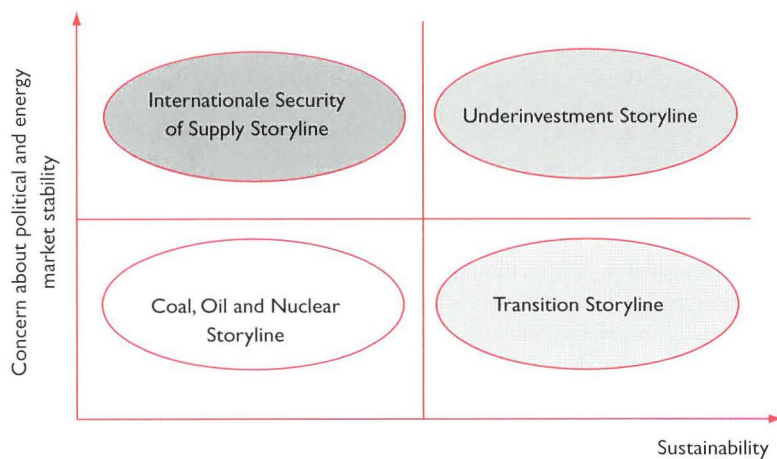 Concern about political and energy
market stability
Internationale Security
of Supply Storyline
Underinvestment Storyline
Coal, Oil and Nuclear
Storyline
Transition Storyline
Sustainability